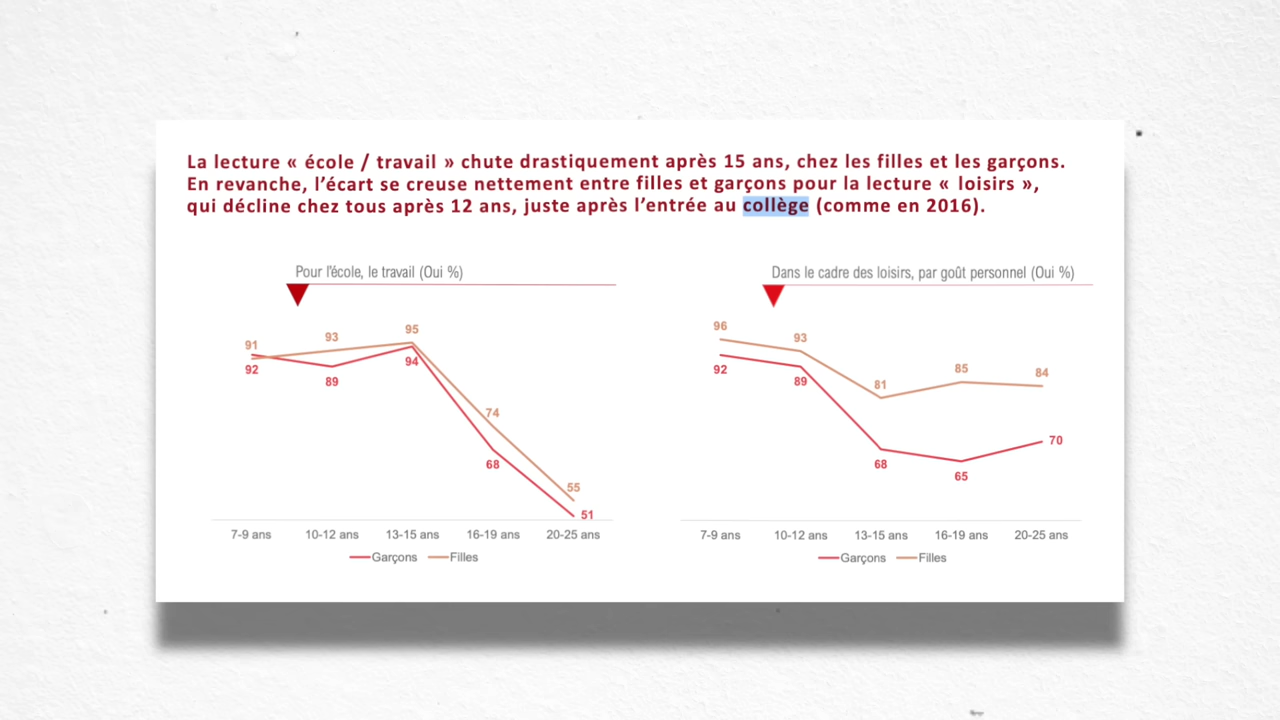 La lecture « école / travail » chute drastiquement après 15 ans, chez les filles et les garçons.
En revanche, l’écart se creuse nettement entre filles et garçons pour la lecture « loisirs »,
qui décline chez tous après 12 ans, juste après l’entrée au collège (comme en 2016).
Pour l’école, le travail (Oui %)
91
92
93
89
95
94
74
68
55
51
7-9 ans
10-12 ans
13-15 ans
16-19 ans
20-25 ans
Garçons
Filles
Dans le cadre des loisirs, par goût personnel (Oui %)
96
92
93
89
81
68
85
65
84
70
7-9 ans
10-12 ans
13-15 ans
16-19 ans
20-25 ans
Garçons
Filles